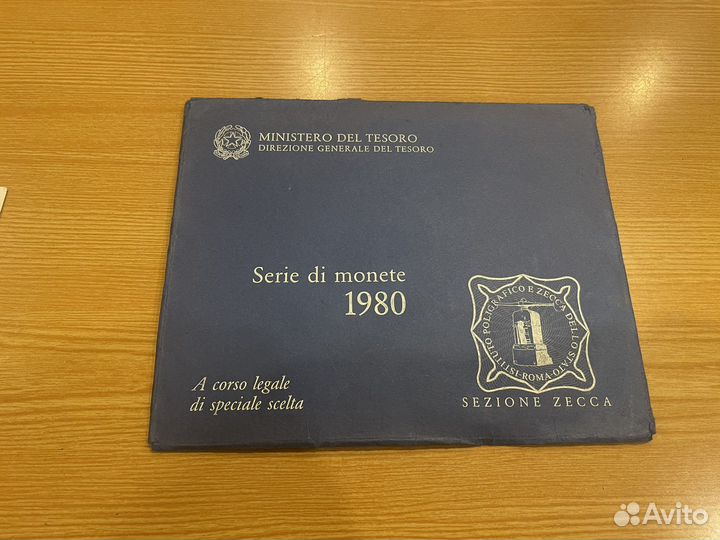 MINISTERO DEL TESORO
DIREZIONE GENERALE DEL TESORO
Serie di monete
1980
A corso legale
di speciale scelta
ISTITUTO POLIGRAFICO E ZECCA DELLO STATO · ROMA ·
SEZIONE ZECCA
Avito